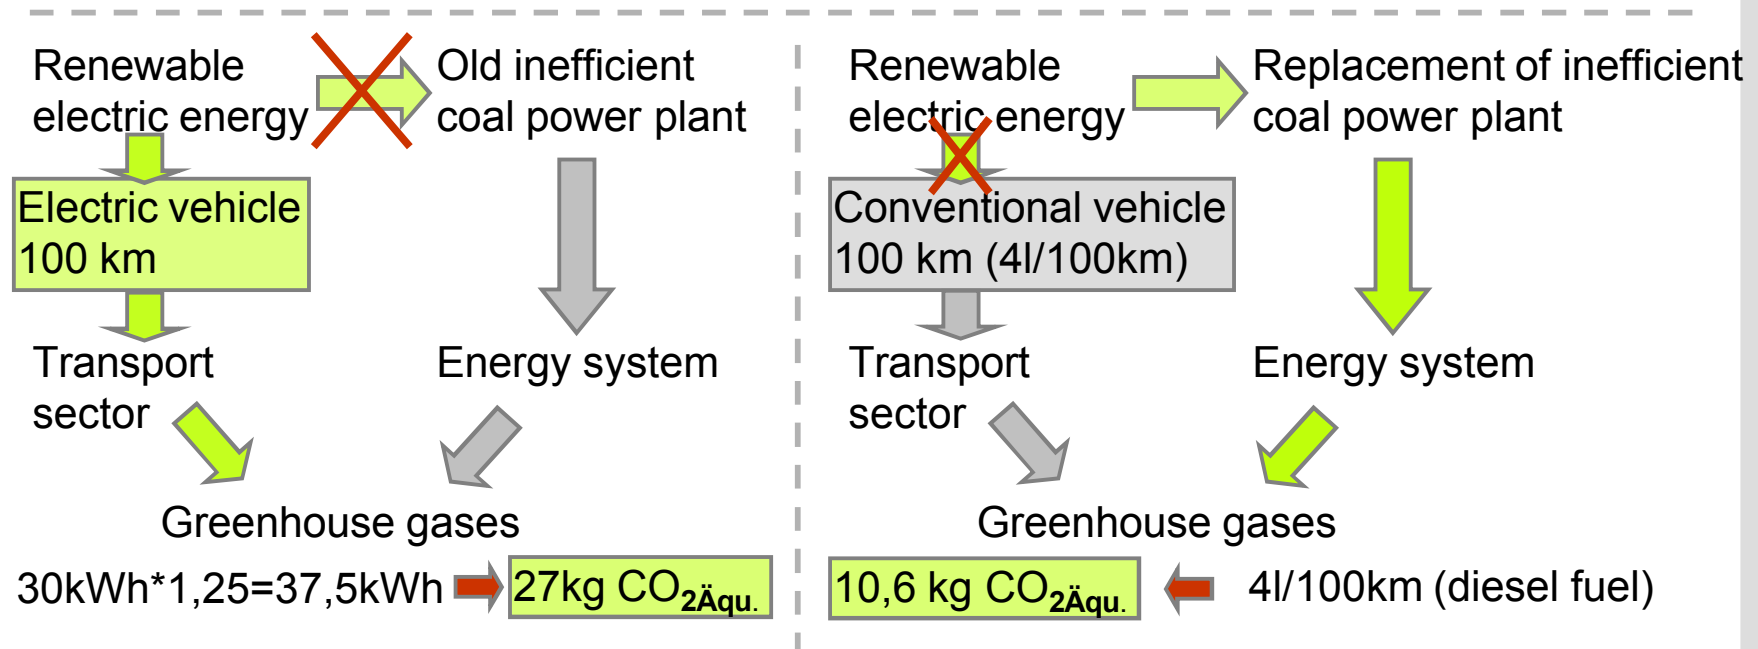 Renewable
electric energy
Old inefficient
coal power plant
Electric vehicle
100 km
Transport
sector
Energy system
Greenhouse gases
30kWh*1,25=37,5kWh
27kg CO2Äqu.
Renewable
electric energy
Replacement of inefficient
coal power plant
Conventional vehicle
100 km (4l/100km)
Transport
sector
Energy system
Greenhouse gases
10,6 kg CO2Äqu.
4l/100km (diesel fuel)